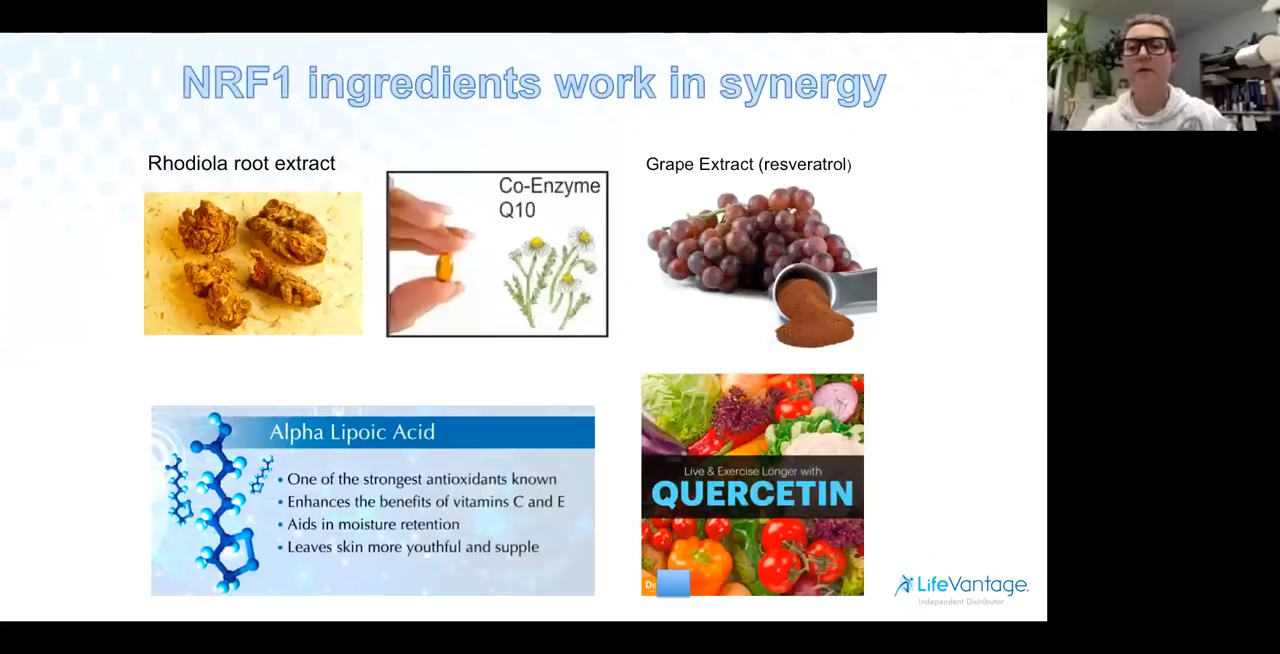 NRF1 ingredients work in synergy
Rhodiola root extract
Co-Enzyme
Q10
Grape Extract (resveratrol)
Alpha Lipoic Acid
• One of the strongest antioxidants known
• Enhances the benefits of vitamins C and E
• Aids in moisture retention
• Leaves skin more youthful and supple
Live & Exercise Longer with
QUERCETIN
LifeVantage.
Independent Distributor